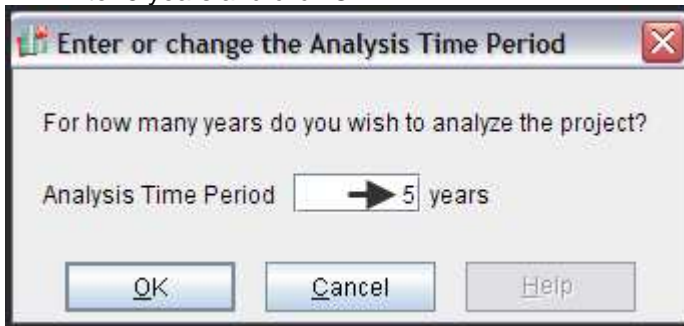 Enter or change the Analysis Time Period
For how many years do you wish to analyze the project?
Analysis Time Period 5 years
OK Cancel Help